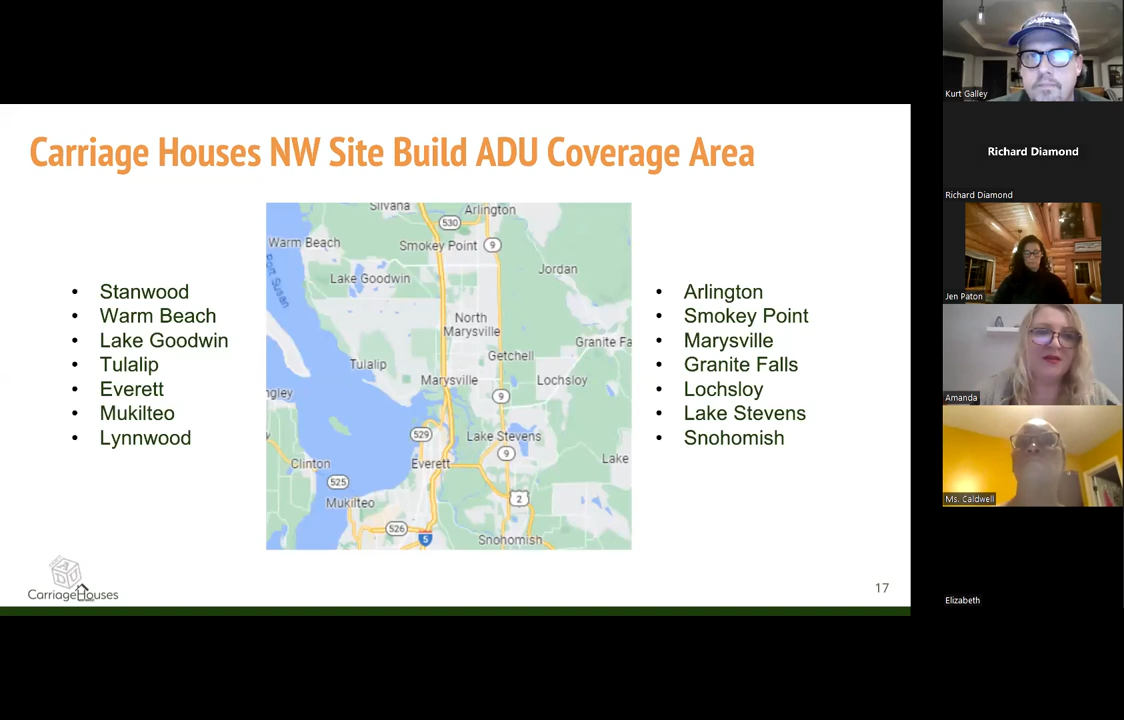 Carriage Houses NW Site Build ADU Coverage Area
• Stanwood
• Warm Beach
• Lake Goodwin
• Tulalip
• Everett
• Mukilteo
• Lynnwood
Silvana
Arlington
530
Warm Beach
Smokey Point
9
Port Susan
Jordan
Lake Goodwin
North
Marysville
Getchell
Granite Fa
Tulalip
Marysville
Lochsloy
ngley
9
529
Lake Stevens
9
Clinton
Everett
Lake
525
Mukilteo
2
526
5
Snohomish
• Arlington
• Smokey Point
• Marysville
• Granite Falls
• Lochsloy
• Lake Stevens
• Snohomish
ADU
CarriageHouses
17
Kurt Galley
Richard Diamond
Richard Diamond
Jen Paton
Amanda
Ms. Caldwell
Elizabeth